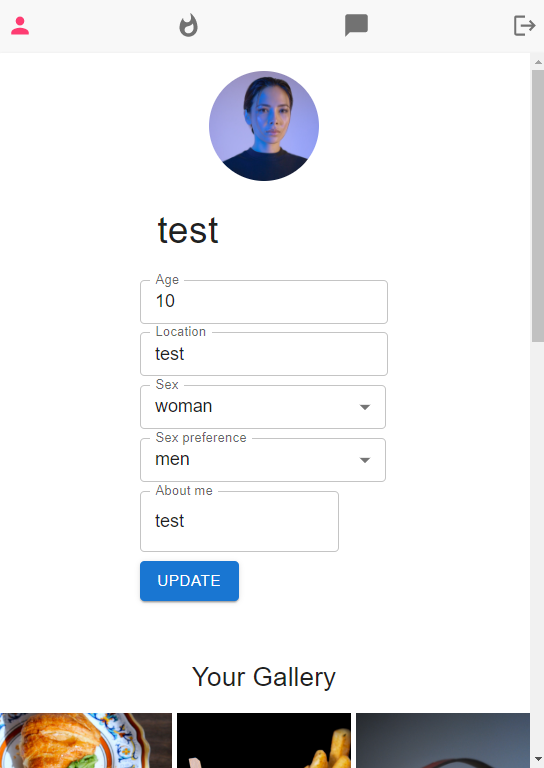 test
Age
10
Location
test
Sex
woman
Sex preference
men
About me
test
UPDATE
Your Gallery